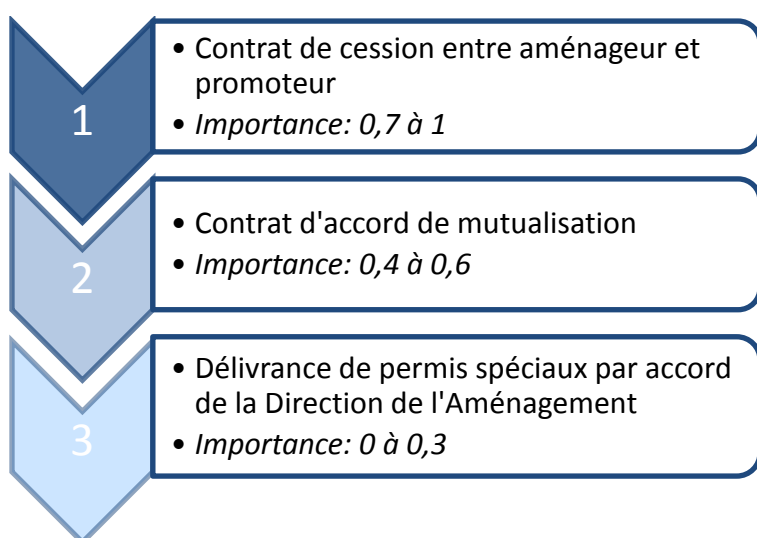 1
• Contrat de cession entre aménageur et
promoteur
• Importance: 0,7 à 1
2
• Contrat d'accord de mutualisation
• Importance: 0,4 à 0,6
3
• Délivrance de permis spéciaux par accord
de la Direction de l'Aménagement
• Importance: 0 à 0,3